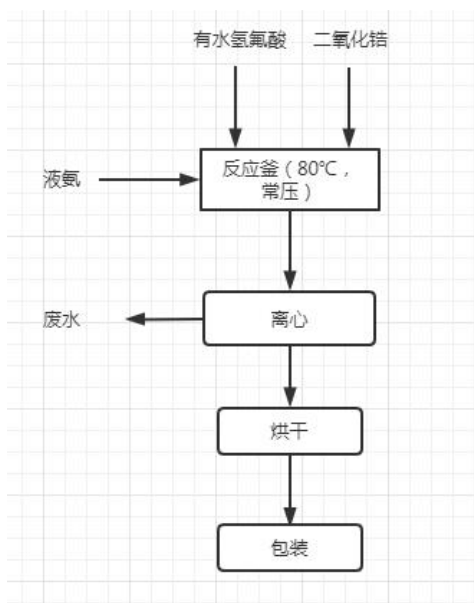 有水氢氟酸 二氧化锆
液氨
反应釜（80℃，
常压）
废水
离心
烘干
包装